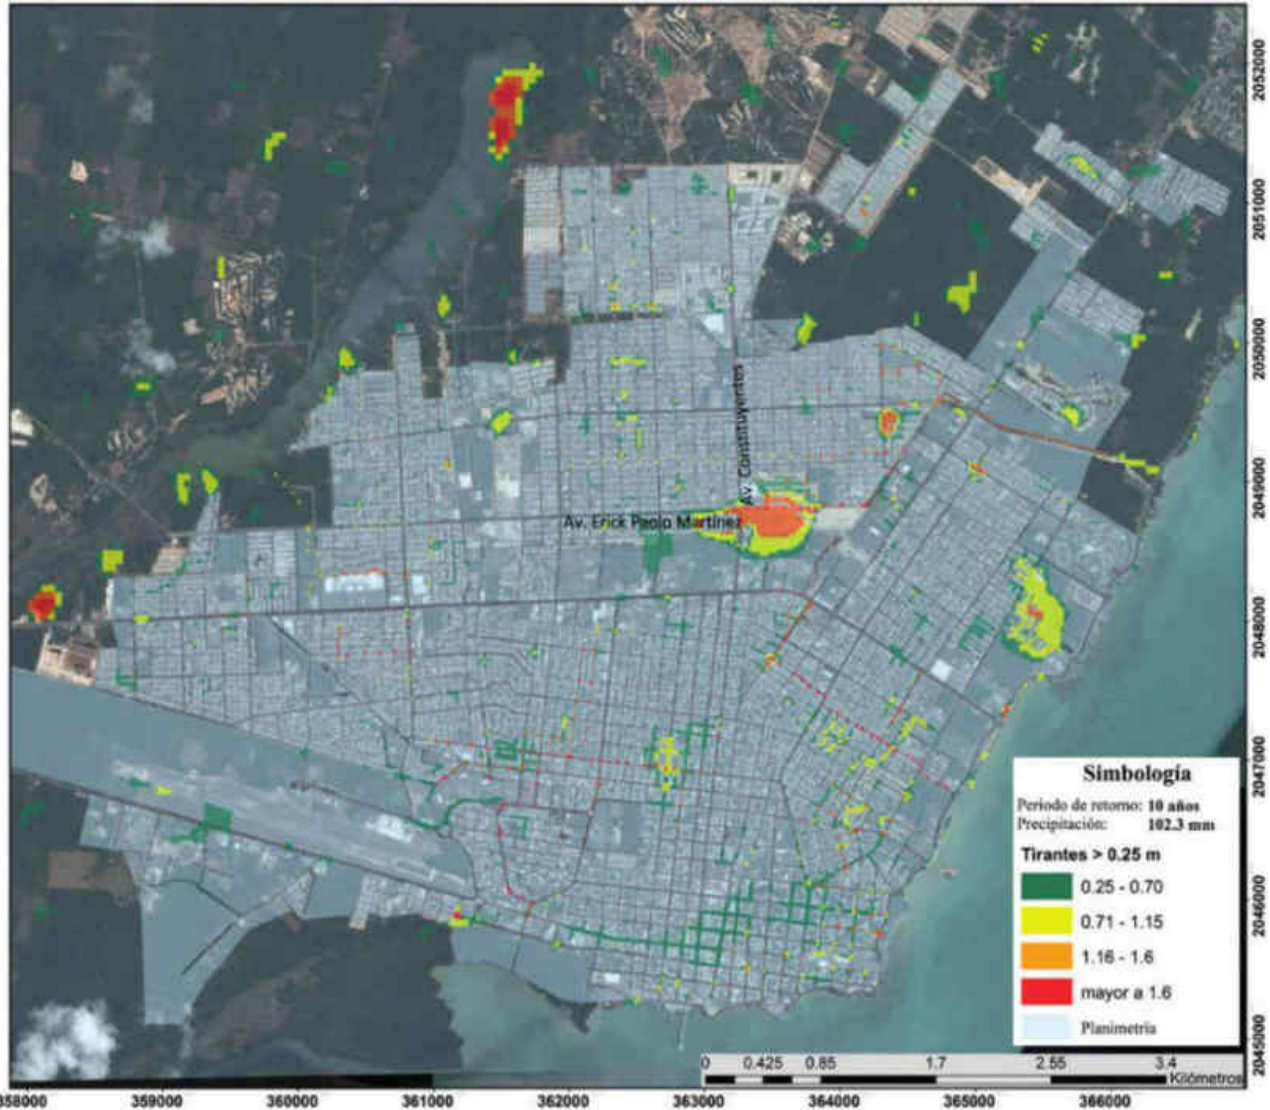 2052000
2051000
2050000
2049000
2048000
2047000
2046000
2045000
Av. Constituyentes
Av. Erick Paolo Martínez
Simbología
Periodo de retorno: 10 años
Precipitación: 102.3 mm
Tirantes > 0.25 m
0.25 - 0.70
0.71 - 1.15
1.16 - 1.6
mayor a 1.6
Planimetría
0 0.425 0.85 1.7 2.55 3.4
Kilómetros
358000 359000 360000 361000 362000 363000 364000 365000 366000